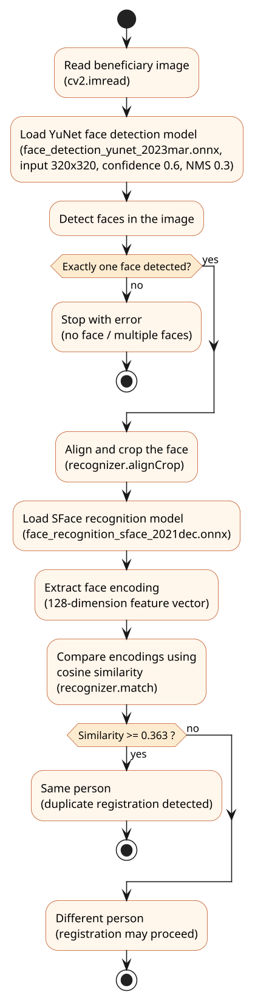 Read beneficiary image
(cv2.imread)
Load YuNet face detection model
(face_detection_yunet_2023mar.onnx,
input 320x320, confidence 0.6, NMS 0.3)
Detect faces in the image
Exactly one face detected?
yes
no
Stop with error
(no face / multiple faces)
Align and crop the face
(recognizer.alignCrop)
Load SFace recognition model
(face_recognition_sface_2021dec.onnx)
Extract face encoding
(128-dimension feature vector)
Compare encodings using
cosine similarity
(recognizer.match)
Similarity >= 0.363 ?
no
yes
Same person
(duplicate registration detected)
Different person
(registration may proceed)